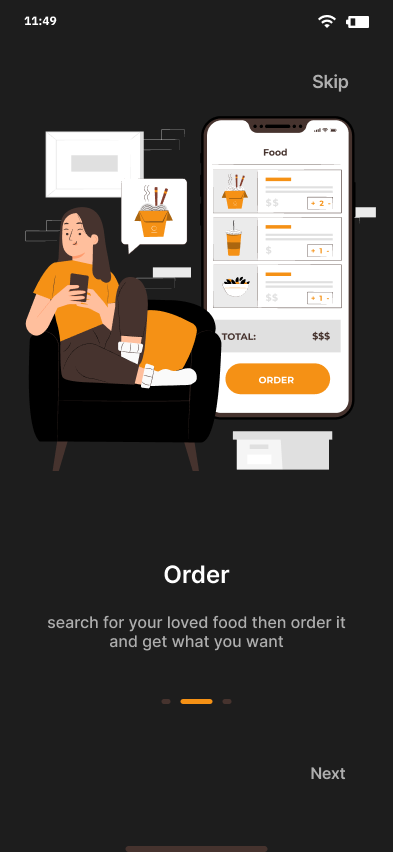 11:49
Skip
Food
$$
+ 2 -
$
+ 1 -
$$
+ 1 -
TOTAL: $$$
ORDER
Order
search for your loved food then order it
and get what you want
Next